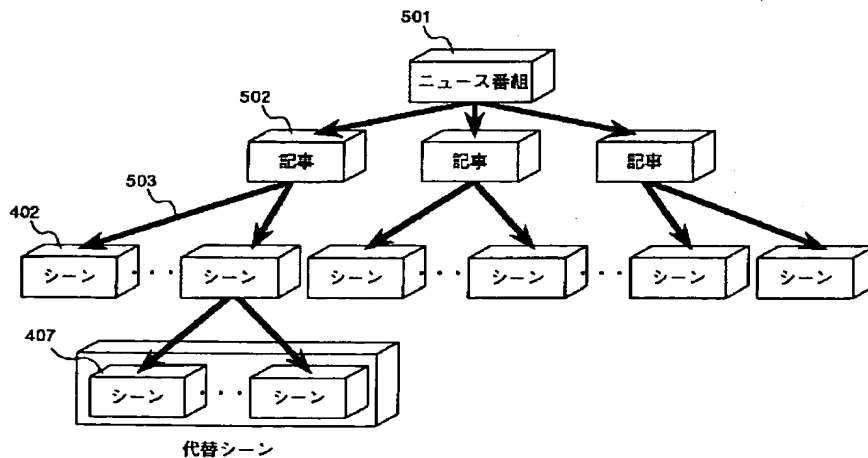 501
ニュース番組
502
記事
記事
記事
503
402
シーン
・・
シーン
シーン
・・
シーン
・・
シーン
シーン
407
シーン
・・
シーン
代替シーン